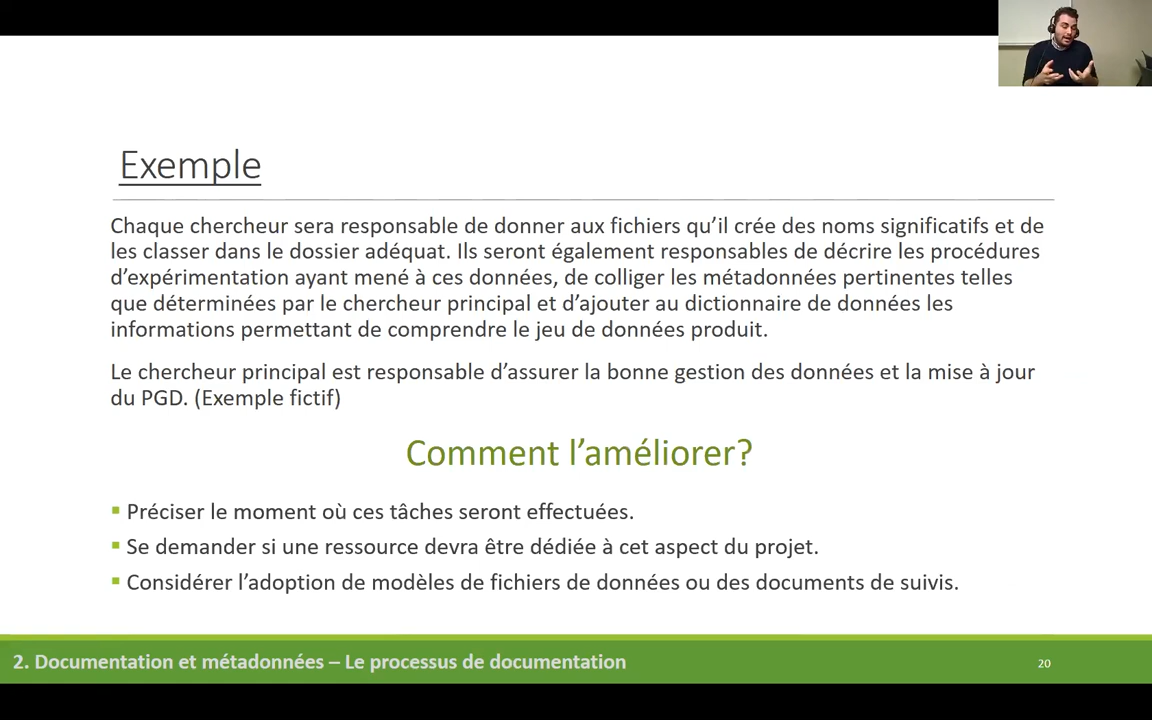 Exemple
Chaque chercheur sera responsable de donner aux fichiers qu’il crée des noms significatifs et de
les classer dans le dossier adéquat. Ils seront également responsables de décrire les procédures
d’expérimentation ayant mené à ces données, de colliger les métadonnées pertinentes telles
que déterminées par le chercheur principal et d’ajouter au dictionnaire de données les
informations permettant de comprendre le jeu de données produit.
Le chercheur principal est responsable d’assurer la bonne gestion des données et la mise à jour
du PGD. (Exemple fictif)
Comment l’améliorer?
▪ Préciser le moment où ces tâches seront effectuées.
▪ Se demander si une ressource devra être dédiée à cet aspect du projet.
▪ Considérer l’adoption de modèles de fichiers de données ou des documents de suivis.
2. Documentation et métadonnées – Le processus de documentation
20